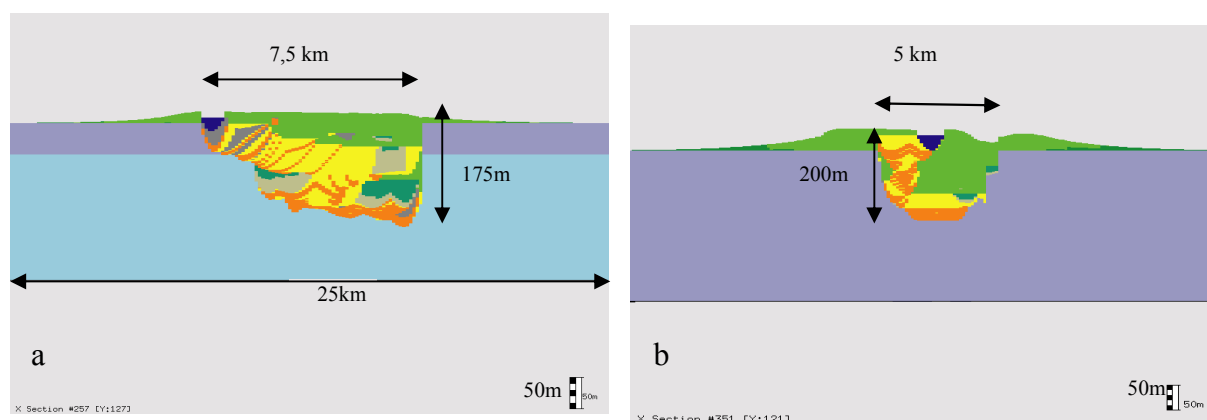 7,5 km
175m
25km
a
50m
50m
X Section #257 [Y:127]
5 km
200m
b
50m
50m
X Section #351 [Y:121]